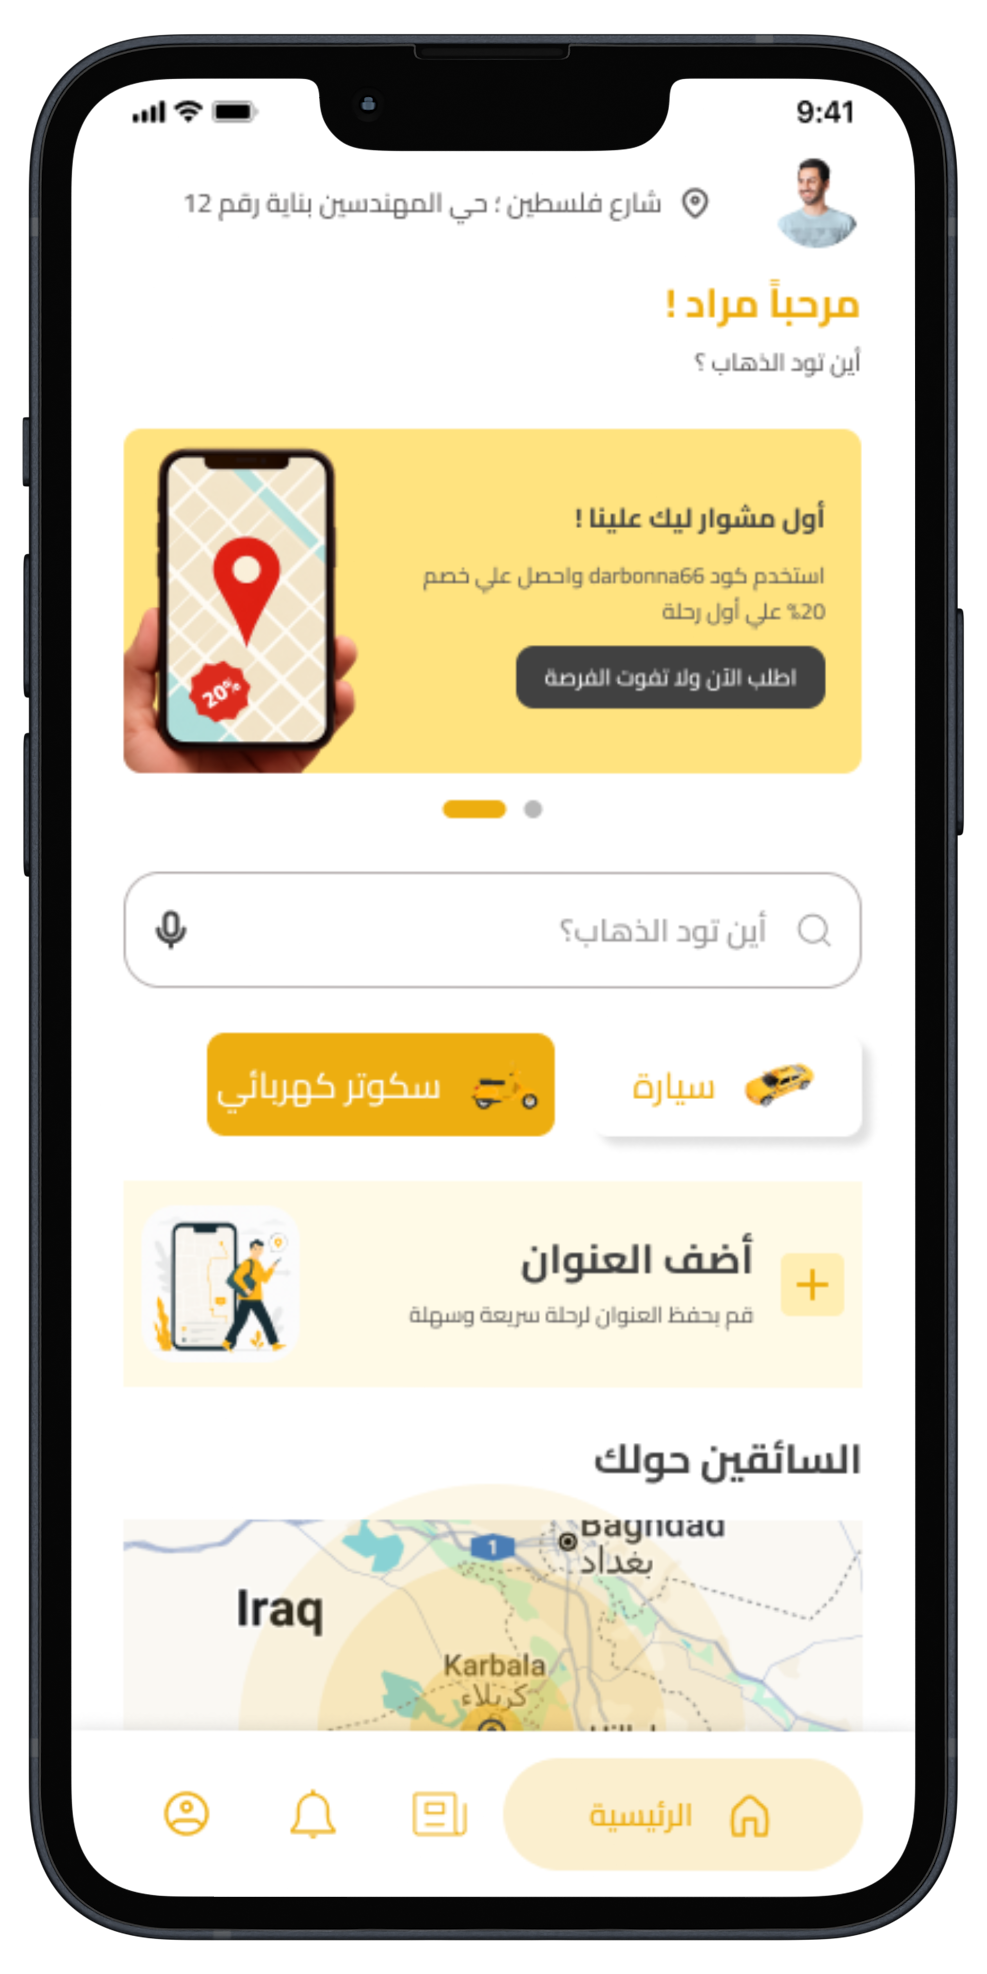 9:41
شارع فلسطين ؛ حي المهندسين بناية رقم 12
مرحباً مراد !
أين تود الذهاب ؟
أول مشوار ليك علينا !
استخدم كود darbonna66 واحصل علي خصم
20% علي أول رحلة
اطلب الآن ولا تفوت الفرصة
20%
أين تود الذهاب؟
سيارة
سكوتر كهربائي
أضف العنوان
قم بحفظ العنوان لرحلة سريعة وسهلة
السائقين حولك
Baghdad
1
بغداد
Iraq
Karbala
كربلاء
الرئيسية